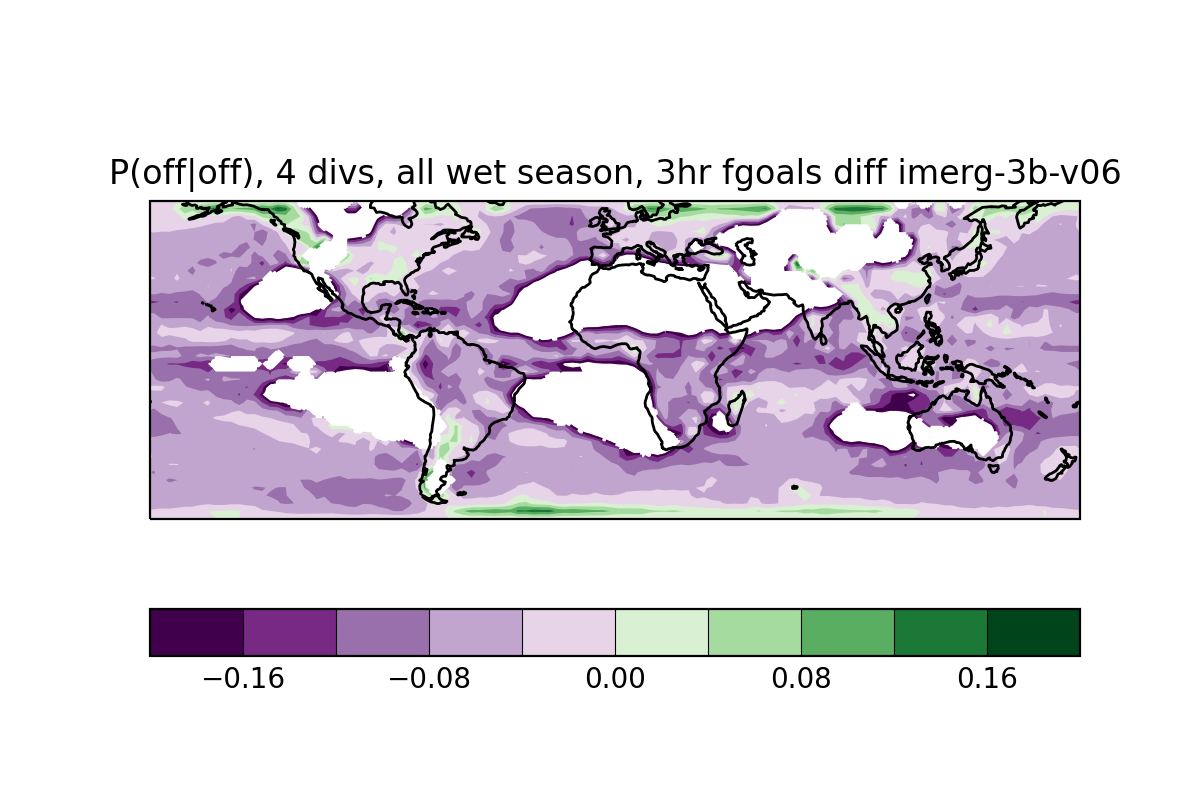 P(off|off), 4 divs, all wet season, 3hr fgoals diff imerg-3b-v06
−0.16 −0.08 0.00 0.08 0.16